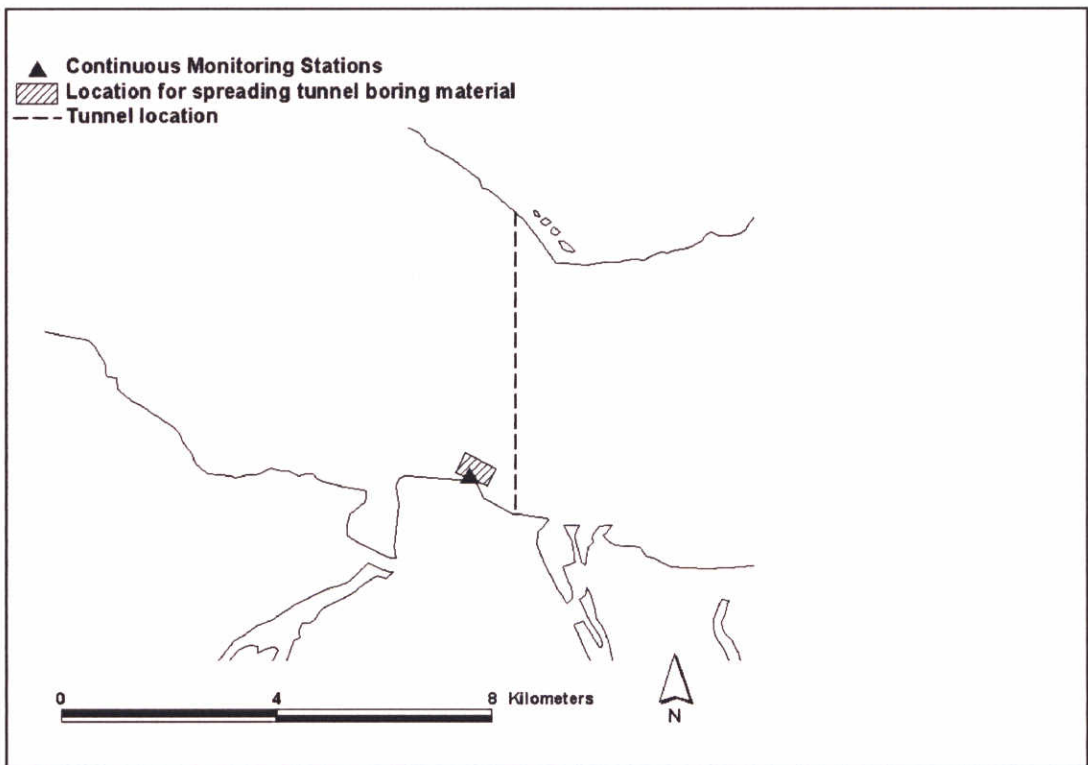 Continuous Monitoring Stations
Location for spreading tunnel boring material
Tunnel location
0 4 8 Kilometers
N